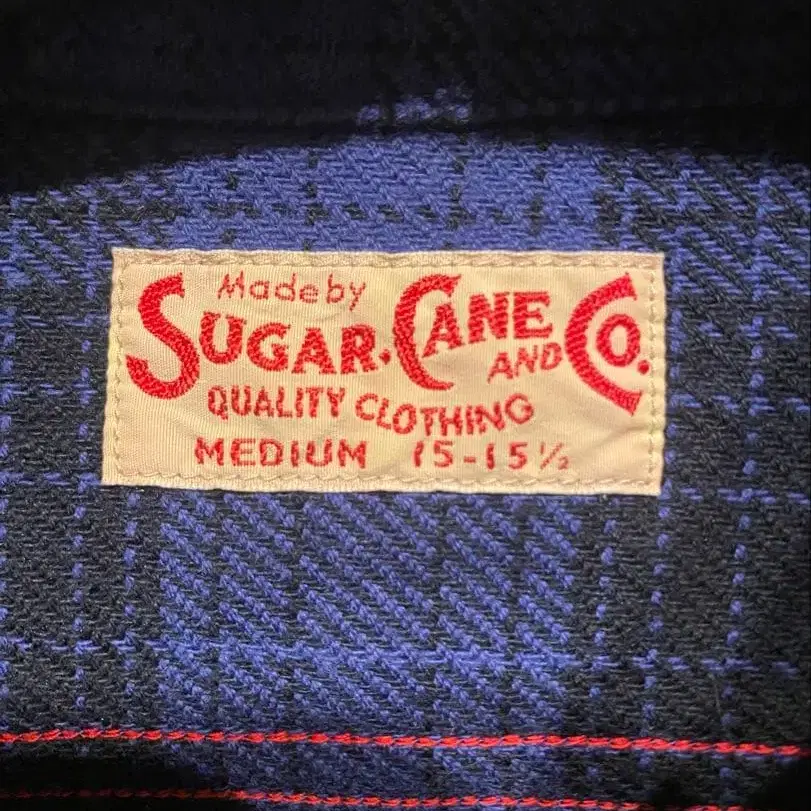 Made by
SUGAR. CANE
AND CO.
QUALITY CLOTHING
MEDIUM 15-15½